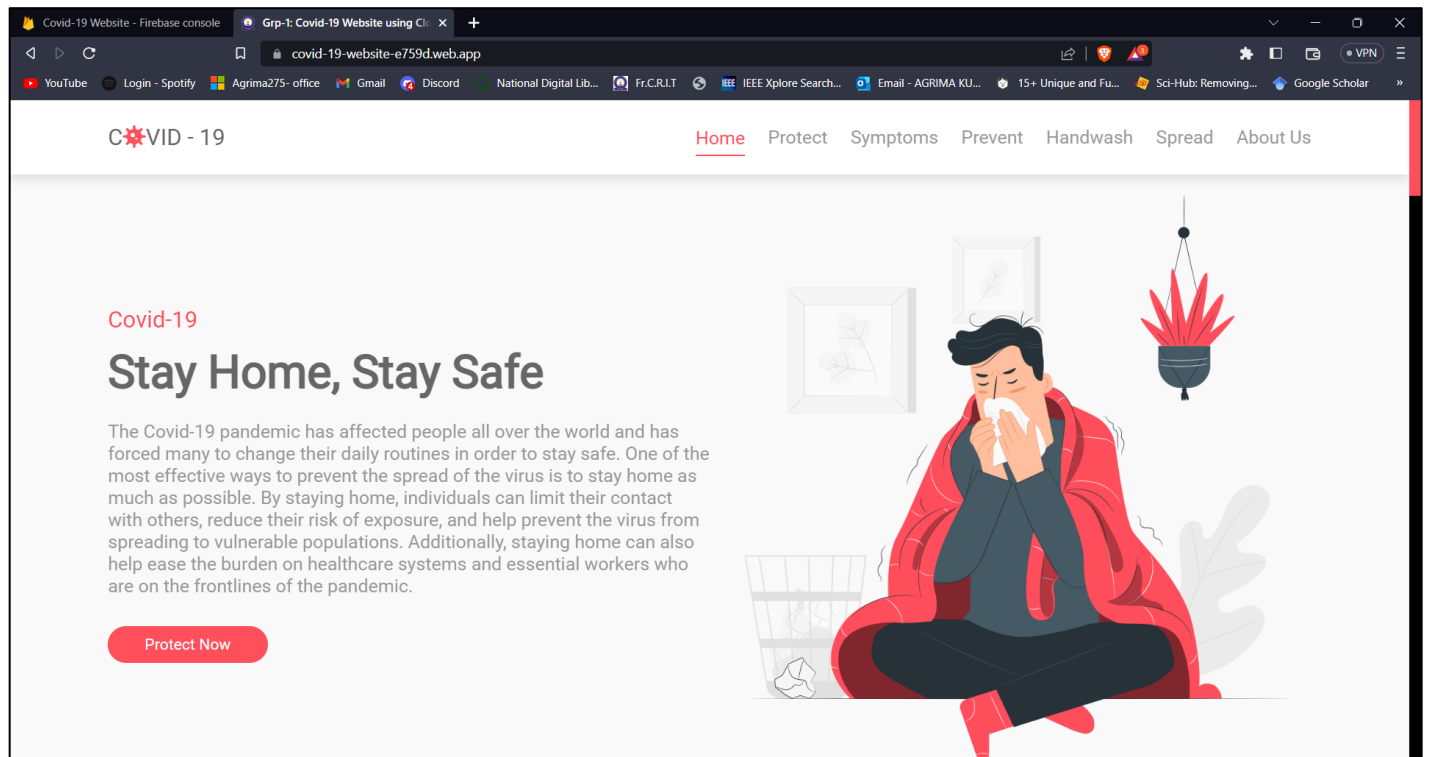 Covid-19 Website - Firebase console
Grp-1: Covid-19 Website using Clo
covid-19-website-e759d.web.app
3
VPN
YouTube Login - Spotify Agrima275- office Gmail Discord National Digital Lib... Fr.C.R.I.T IEEE IEEE Xplore Search... Email - AGRIMA KU... 15+ Unique and Fu... Sci-Hub: Removing... Google Scholar »
C VID - 19
Home Protect Symptoms Prevent Handwash Spread About Us
Covid-19
Stay Home, Stay Safe
The Covid-19 pandemic has affected people all over the world and has
forced many to change their daily routines in order to stay safe. One of the
most effective ways to prevent the spread of the virus is to stay home as
much as possible. By staying home, individuals can limit their contact
with others, reduce their risk of exposure, and help prevent the virus from
spreading to vulnerable populations. Additionally, staying home can also
help ease the burden on healthcare systems and essential workers who
are on the frontlines of the pandemic.
Protect Now